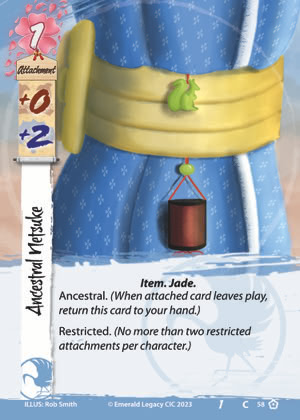 1
Attachment
+0
+2
Ancestral Netsuke
Item. Jade.
Ancestral. (When attached card leaves play,
return this card to your hand.)
Restricted. (No more than two restricted
attachments per character.)
ILLUS: Rob Smith © Emerald Legacy CIC 2023 1 C 58